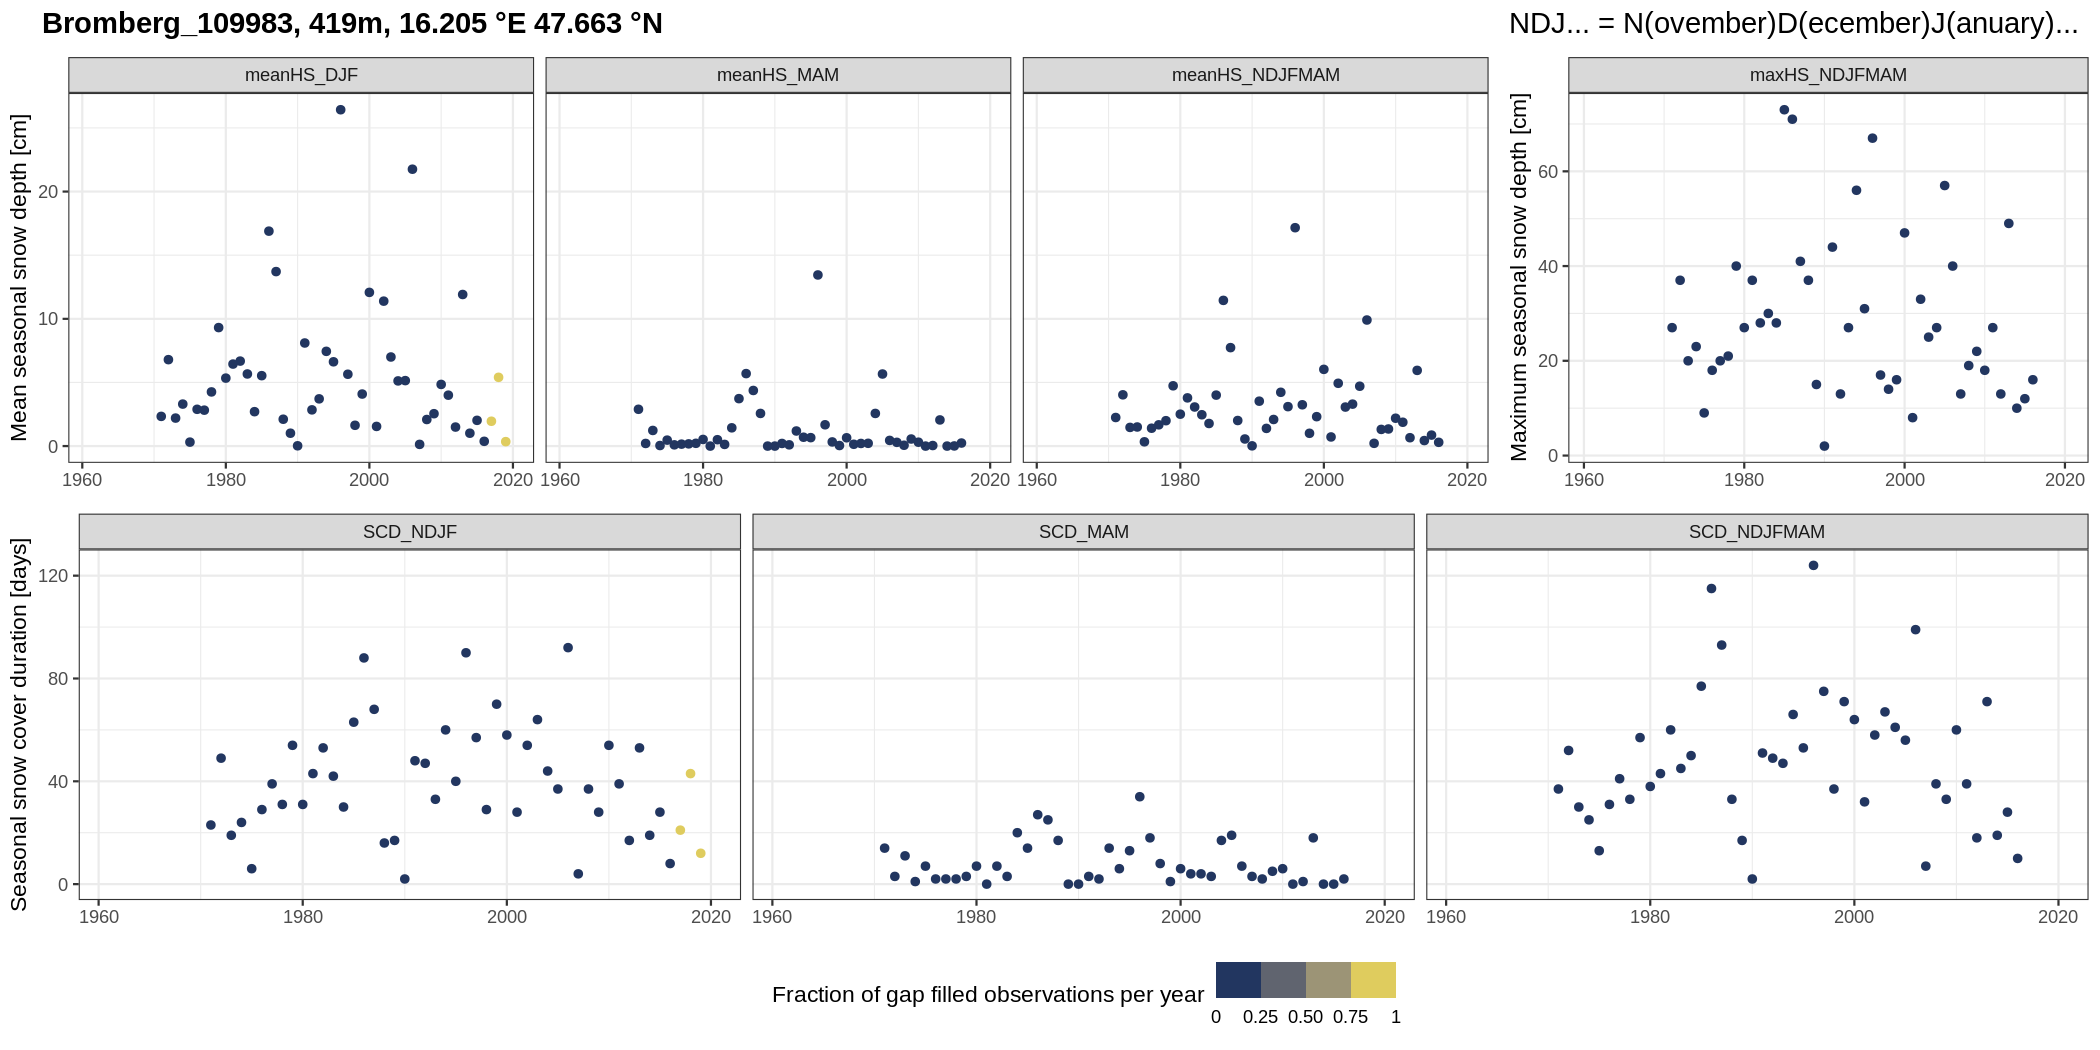 Bromberg_109983, 419m, 16.205 °E 47.663 °N
NDJ... = N(ovember)D(ecember)J(anuary)...
meanHS_DJF
meanHS_MAM
meanHS_NDJFMAM
maxHS_NDJFMAM
Mean seasonal snow depth [cm]
20
10
0
1960 1980 2000 2020
1960 1980 2000 2020
1960 1980 2000 2020
Maximum seasonal snow depth [cm]
60
40
20
0
1960 1980 2000 2020
SCD_NDJF
SCD_MAM
SCD_NDJFMAM
Seasonal snow cover duration [days]
120
80
40
0
1960 1980 2000 2020
1960 1980 2000 2020
1960 1980 2000 2020
Fraction of gap filled observations per year
0 0.25 0.50 0.75 1